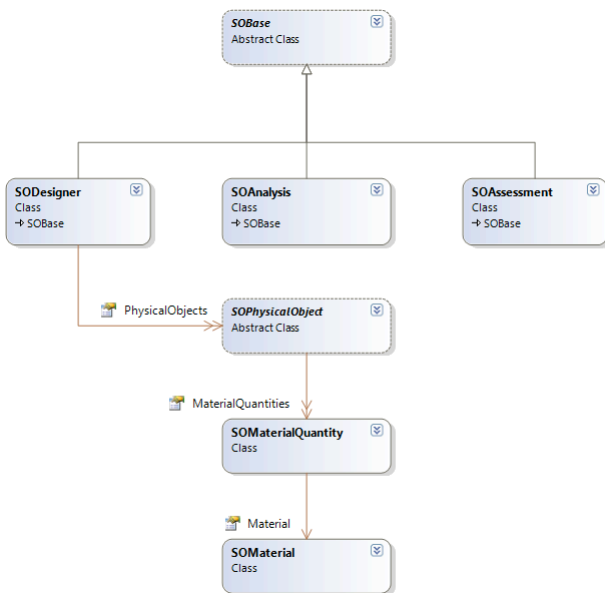 SOBase
Abstract Class
SODesigner
Class
→ SOBase
SOAnalysis
Class
→ SOBase
SOAssessment
Class
→ SOBase
PhysicalObjects
SOPhysicalObject
Abstract Class
MaterialQuantities
SOMaterialQuantity
Class
Material
SOMaterial
Class